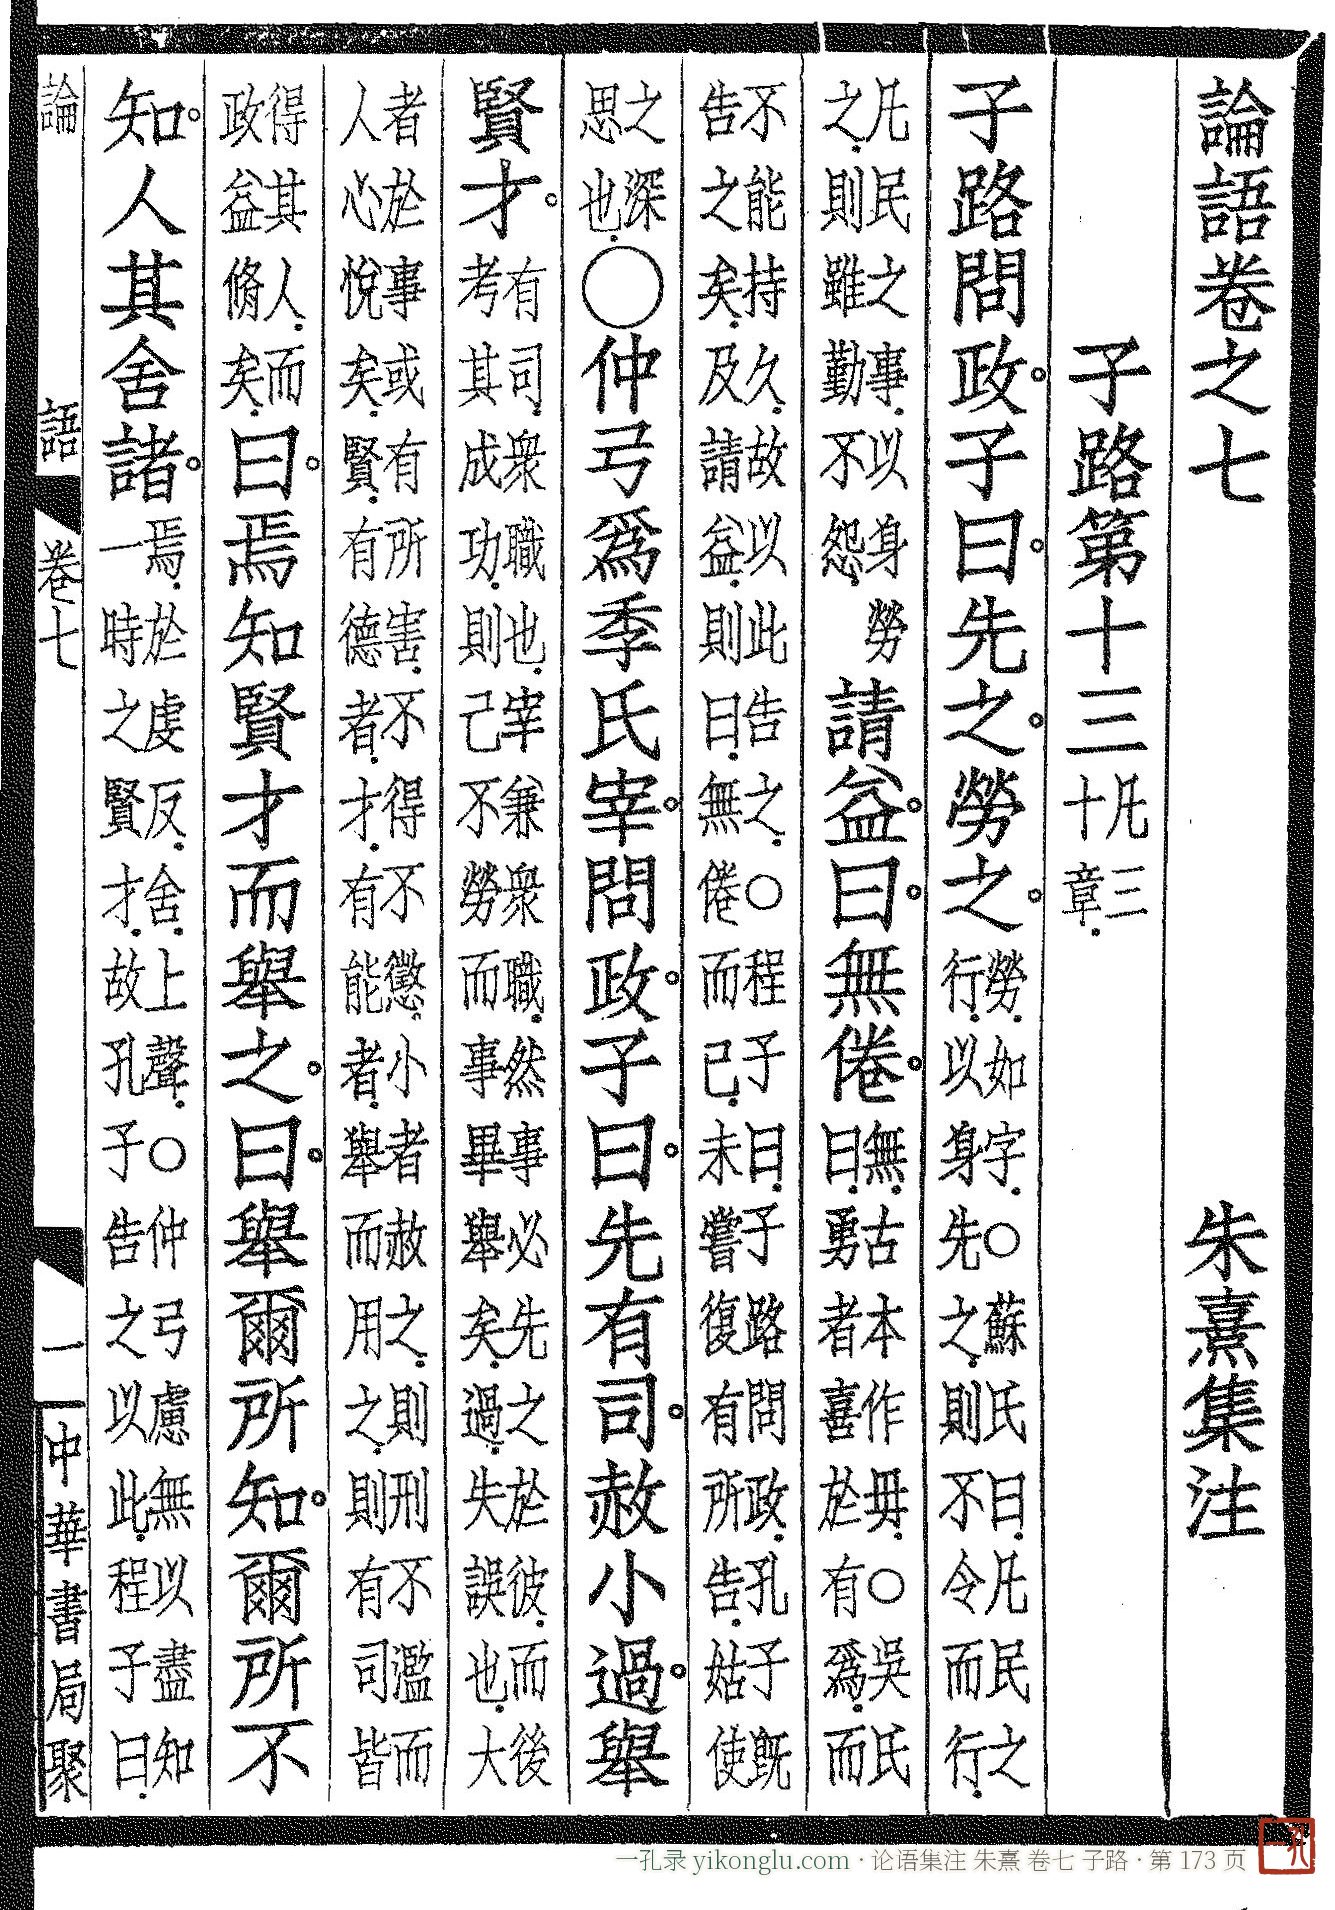 論語卷之七　　　　朱熹集注
子路第十三凡三十章
子路問政子曰先之勞之勞如字○蘇氏曰凡民之行以身先之則不令而行
凡民之事以身勞之則雖勤不怨請益曰無倦無古本作毋○吳氏曰勇者喜於有爲而
不能持久故以此告之○程子曰子路問政孔子既告之矣及請益則曰無倦而已未嘗復有所告姑使
之深思也○仲弓爲季氏宰問政子曰先有司赦小過舉
賢才有司衆職也宰兼衆職然事必先之於彼而後考其成功則己不勞而事畢舉矣過失誤也大
者於事或有所害不得不懲小者赦之則刑不濫而人心悅矣賢有德者才有能者舉而用之則有司皆
得其人而政益脩矣曰焉知賢才而舉之曰舉爾所知爾所不
知人其舍諸焉於虔反舍上聲○仲弓慮無以盡知一時之賢才故孔子告之以此程子曰
論語　卷七　一　中華書局聚
一孔录 yikonglu.com · 论语集注 朱熹 卷七 子路 · 第 173 页
一孔